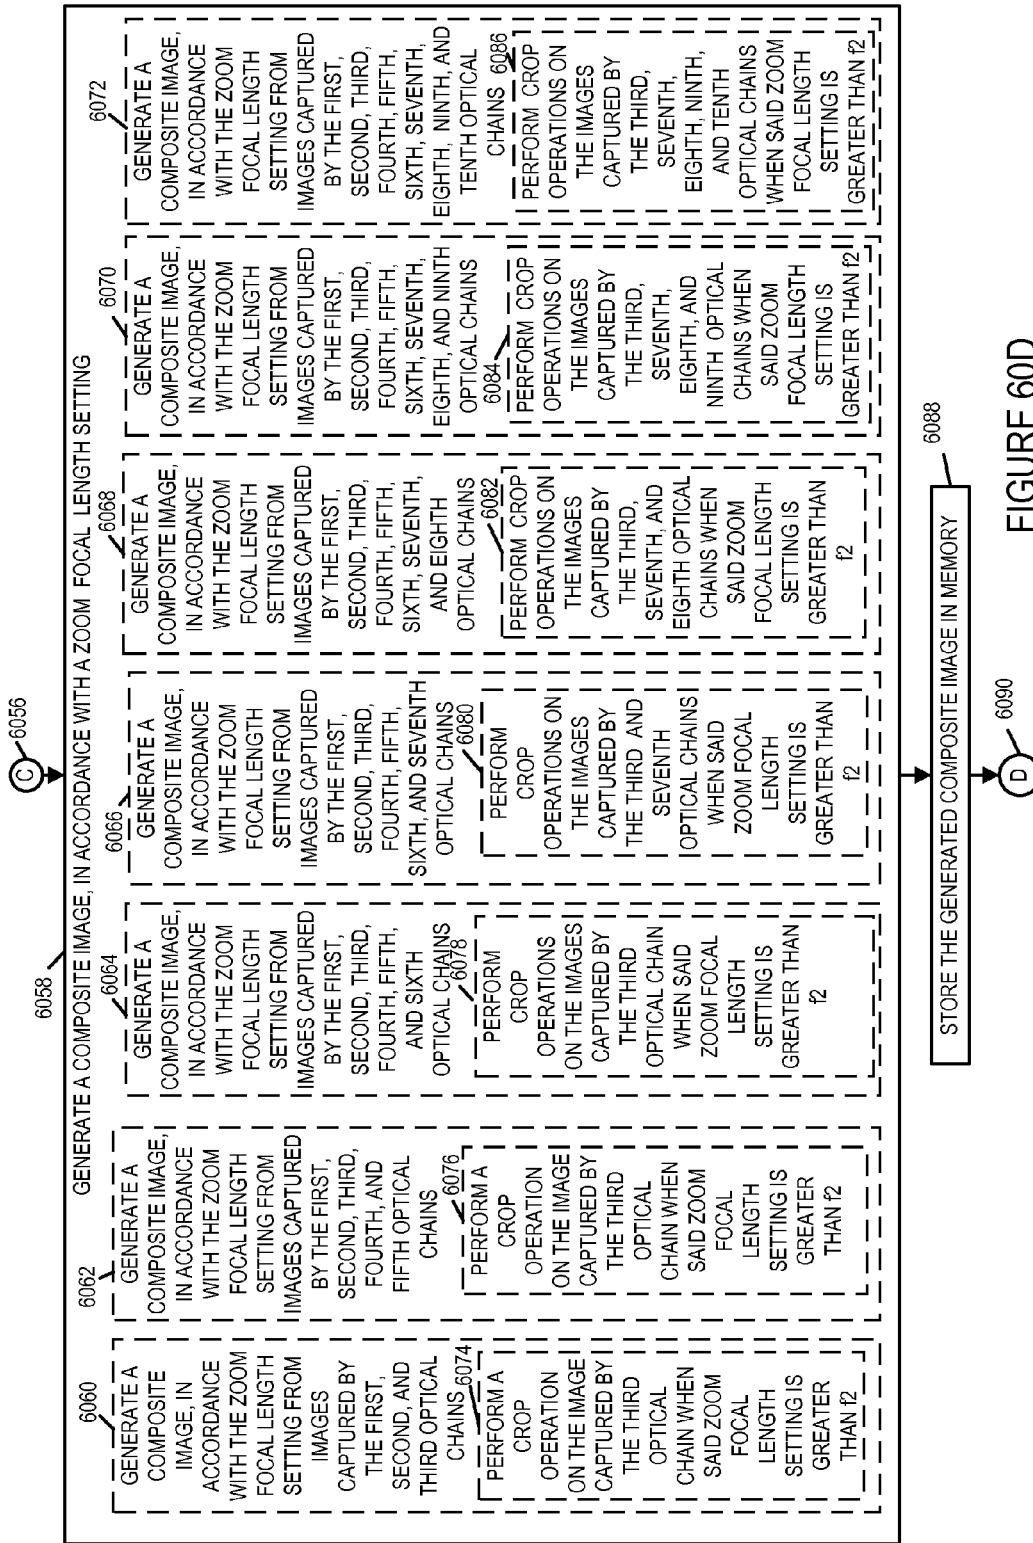 C
6056
6058
GENERATE A COMPOSITE IMAGE, IN ACCORDANCE WITH A ZOOM FOCAL LENGTH SETTING
6060
GENERATE A
COMPOSITE
IMAGE, IN
ACCORDANCE
WITH THE ZOOM
FOCAL LENGTH
SETTING FROM
IMAGES
CAPTURED BY
THE FIRST,
SECOND, AND
THIRD OPTICAL
CHAINS
6074
PERFORM A
CROP
OPERATION
ON THE IMAGE
CAPTURED BY
THE THIRD
OPTICAL
CHAIN WHEN
SAID ZOOM
FOCAL
LENGTH
SETTING IS
GREATER
THAN f2
6062
GENERATE A
COMPOSITE IMAGE,
IN ACCORDANCE
WITH THE ZOOM
FOCAL LENGTH
SETTING FROM
IMAGES CAPTURED
BY THE FIRST,
SECOND, THIRD,
FOURTH, AND
FIFTH OPTICAL
CHAINS
6076
PERFORM A
CROP
OPERATION
ON THE IMAGE
CAPTURED BY
THE THIRD
OPTICAL
CHAIN WHEN
SAID ZOOM
FOCAL
LENGTH
SETTING IS
GREATER
THAN f2
6064
GENERATE A
COMPOSITE IMAGE,
IN ACCORDANCE
WITH THE ZOOM
FOCAL LENGTH
SETTING FROM
IMAGES CAPTURED
BY THE FIRST,
SECOND, THIRD,
FOURTH, FIFTH,
AND SIXTH
OPTICAL CHAINS
6078
PERFORM
CROP
OPERATIONS
ON THE IMAGES
CAPTURED BY
THE THIRD
OPTICAL CHAIN
WHEN SAID
ZOOM FOCAL
LENGTH
SETTING IS
GREATER THAN
f2
6066
GENERATE A
COMPOSITE IMAGE,
IN ACCORDANCE
WITH THE ZOOM
FOCAL LENGTH
SETTING FROM
IMAGES CAPTURED
BY THE FIRST,
SECOND, THIRD,
FOURTH, FIFTH,
SIXTH, AND SEVENTH
OPTICAL CHAINS
6080
PERFORM
CROP
OPERATIONS ON
THE IMAGES
CAPTURED BY
THE THIRD AND
SEVENTH
OPTICAL CHAINS
WHEN SAID
ZOOM FOCAL
LENGTH
SETTING IS
GREATER THAN
f2
6068
GENERATE A
COMPOSITE IMAGE,
IN ACCORDANCE
WITH THE ZOOM
FOCAL LENGTH
SETTING FROM
IMAGES CAPTURED
BY THE FIRST,
SECOND, THIRD,
FOURTH, FIFTH,
SIXTH, SEVENTH,
AND EIGHTH
OPTICAL CHAINS
6082
PERFORM CROP
OPERATIONS ON
THE IMAGES
CAPTURED BY
THE THIRD,
SEVENTH, AND
EIGHTH OPTICAL
CHAINS WHEN
SAID ZOOM
FOCAL LENGTH
SETTING IS
GREATER THAN
f2
6070
GENERATE A
COMPOSITE IMAGE,
IN ACCORDANCE
WITH THE ZOOM
FOCAL LENGTH
SETTING FROM
IMAGES CAPTURED
BY THE FIRST,
SECOND, THIRD,
FOURTH, FIFTH,
SIXTH, SEVENTH,
EIGHTH, AND NINTH
OPTICAL CHAINS
6084
PERFORM CROP
OPERATIONS ON
THE IMAGES
CAPTURED BY
THE THIRD,
SEVENTH,
EIGHTH, AND
NINTH OPTICAL
CHAINS WHEN
SAID ZOOM
FOCAL LENGTH
SETTING IS
GREATER THAN f2
6072
GENERATE A
COMPOSITE IMAGE,
IN ACCORDANCE
WITH THE ZOOM
FOCAL LENGTH
SETTING FROM
IMAGES CAPTURED
BY THE FIRST,
SECOND, THIRD,
FOURTH, FIFTH,
SIXTH, SEVENTH,
EIGHTH, NINTH, AND
TENTH OPTICAL
CHAINS
6086
PERFORM CROP
OPERATIONS ON
THE IMAGES
CAPTURED BY
THE THIRD,
SEVENTH,
EIGHTH, NINTH,
AND TENTH
OPTICAL CHAINS
WHEN SAID ZOOM
FOCAL LENGTH
SETTING IS
GREATER THAN f2
6088
STORE THE GENERATED COMPOSITE IMAGE IN MEMORY
D
6090
FIGURE 60D